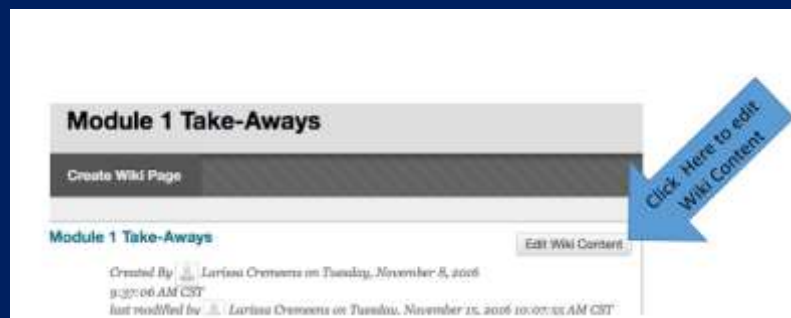 Module 1 Take-Aways
Click Here to edit
Wiki Content
Create Wiki Page
Module 1 Take-Aways
Edit Wiki Content
Created By Larissa Cremeens on Tuesday, November 8, 2016
9:37:06 AM CST
last modified by Larissa Cremeens on Tuesday, November 15, 2016 10:07:55 AM CST